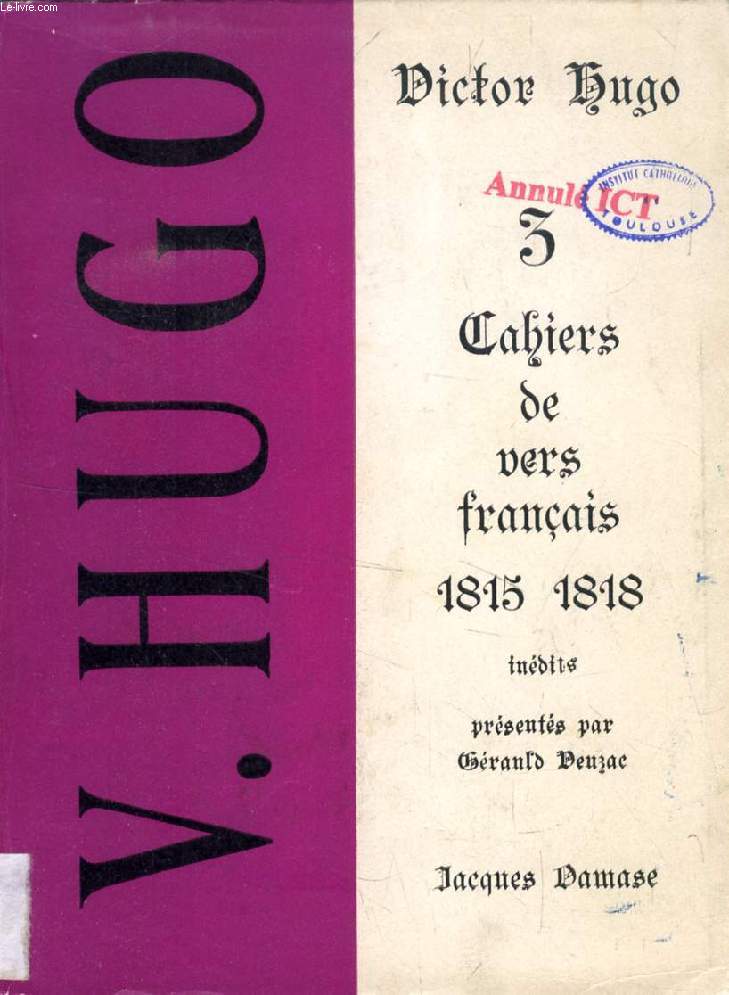 Le-livre.com
V. HUGO
Victor Hugo
Annulé ICT
INSTITUT CATHOLIQUE
TOULOUSE
3
Cahiers
de
vers
français
1815 1818
inédits
présentés par
Gérauld Venzac
Jacques Damase